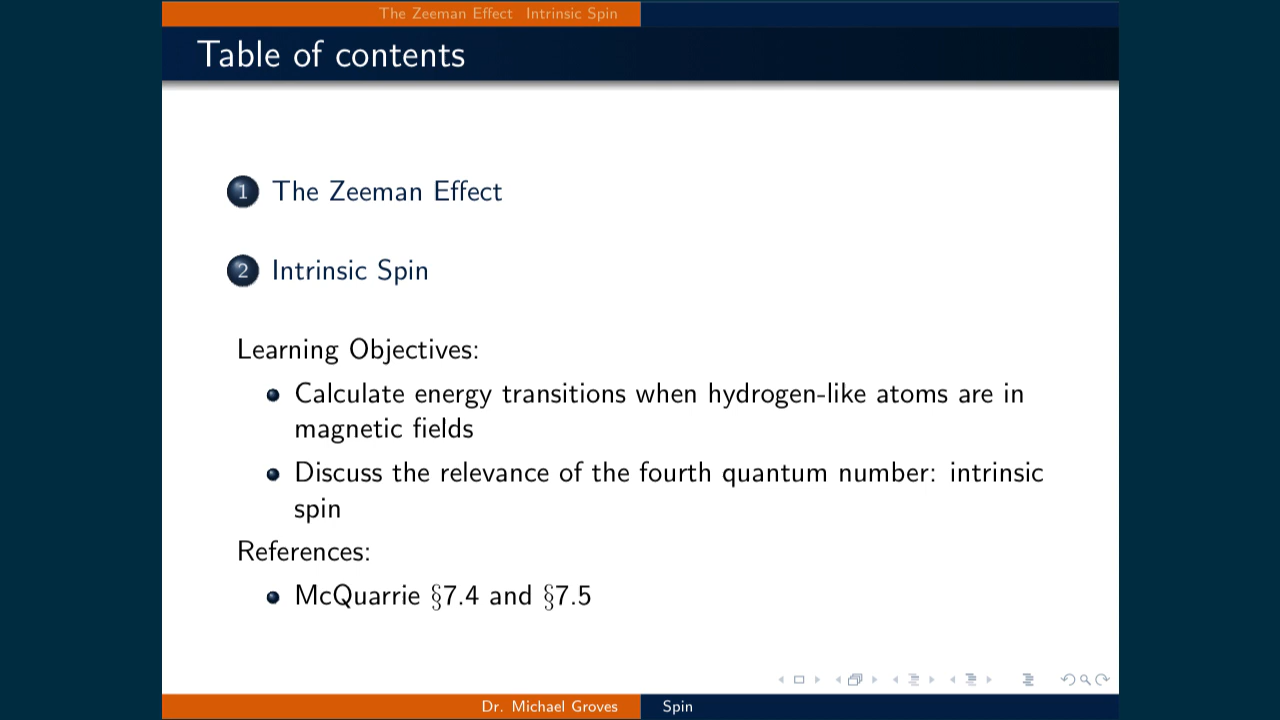 The Zeeman Effect Intrinsic Spin
Table of contents
1 The Zeeman Effect
2 Intrinsic Spin
Learning Objectives:
Calculate energy transitions when hydrogen-like atoms are in
magnetic fields
Discuss the relevance of the fourth quantum number: intrinsic
spin
References:
McQuarrie §7.4 and §7.5
Dr. Michael Groves Spin